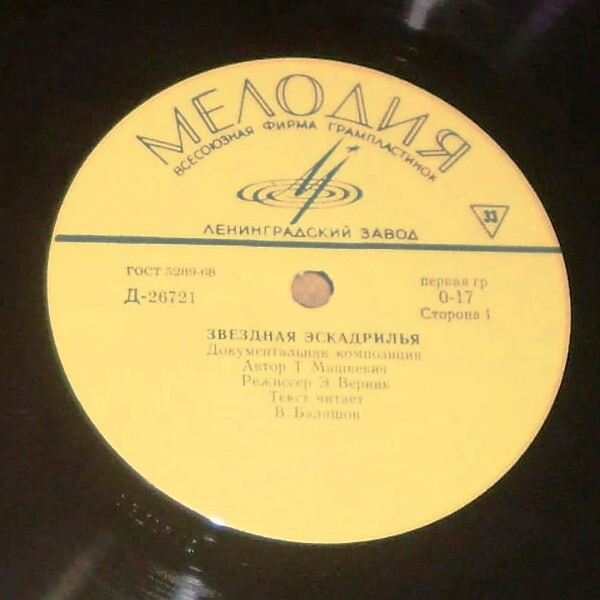 МЕЛОДИЯ
ВСЕСОЮЗНАЯ ФИРМА ГРАМПЛАСТИНОК
33
ЛЕНИНГРАДСКИЙ ЗАВОД
ГОСТ 5289-68
Д-26721
первая гр
0-17
Сторона 1
ЗВЕЗДНАЯ ЭСКАДРИЛЬЯ
Документальная композиция
Автор Т. Машкевич
Режиссер Э. Верник
Текст читает
В. Балашов